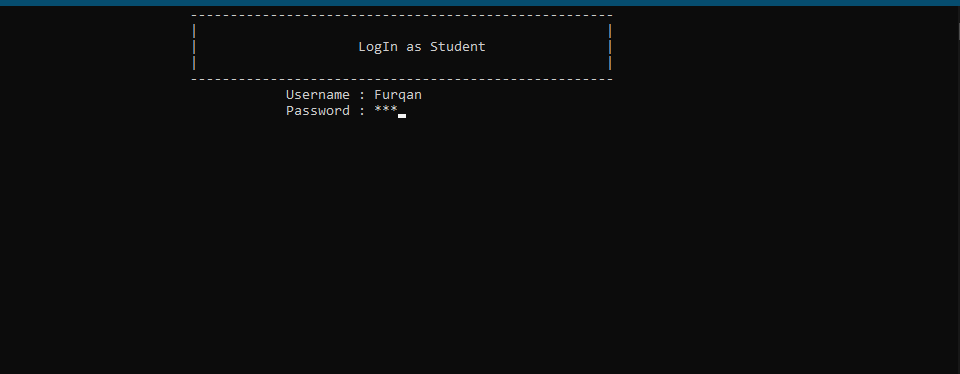 LogIn as Student
Username : Furqan
Password : ***